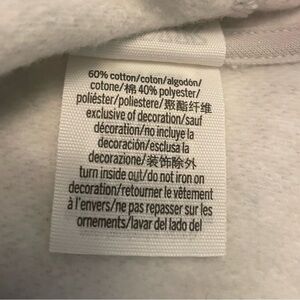 60% cotton/coton/algodón/
cotone/棉 40% polyester/
poliéster/poliestere/聚酯纤维
exclusive of decoration/sauf
décoration/no incluye la
decoración/esclusa la
decorazione/装饰除外
turn inside out/do not iron on
decoration/retourner le vêtement
à l'envers/ne pas repasser sur les
ornements/lavar del lado del